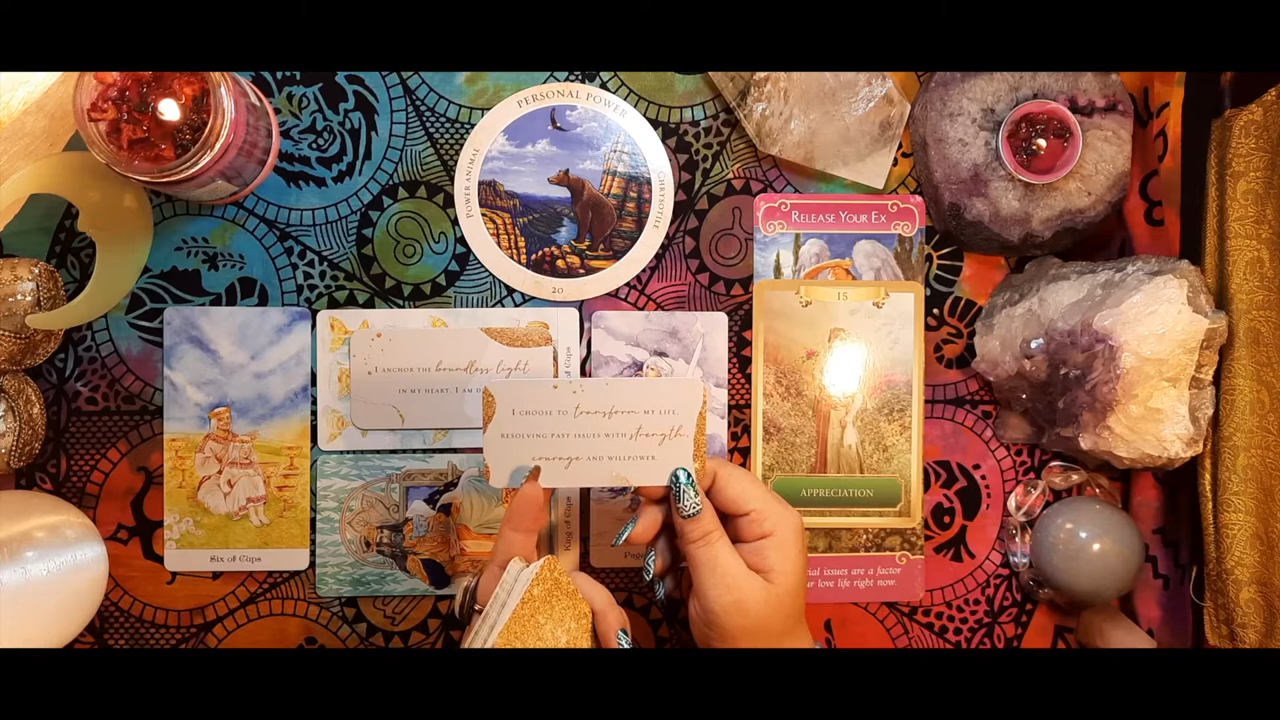 PERSONAL POWER
POWER ANIMAL
CHRYSOTILE
20
RELEASE YOUR EX
15
APPRECIATION
issues are a factor
love life right now.
Six of Cups
I ANCHOR THE boundless light
IN MY HEART. I AM
of Cups
I CHOOSE TO transform MY LIFE,
RESOLVING PAST ISSUES WITH strength,
courage AND WILLPOWER.
King of Cups